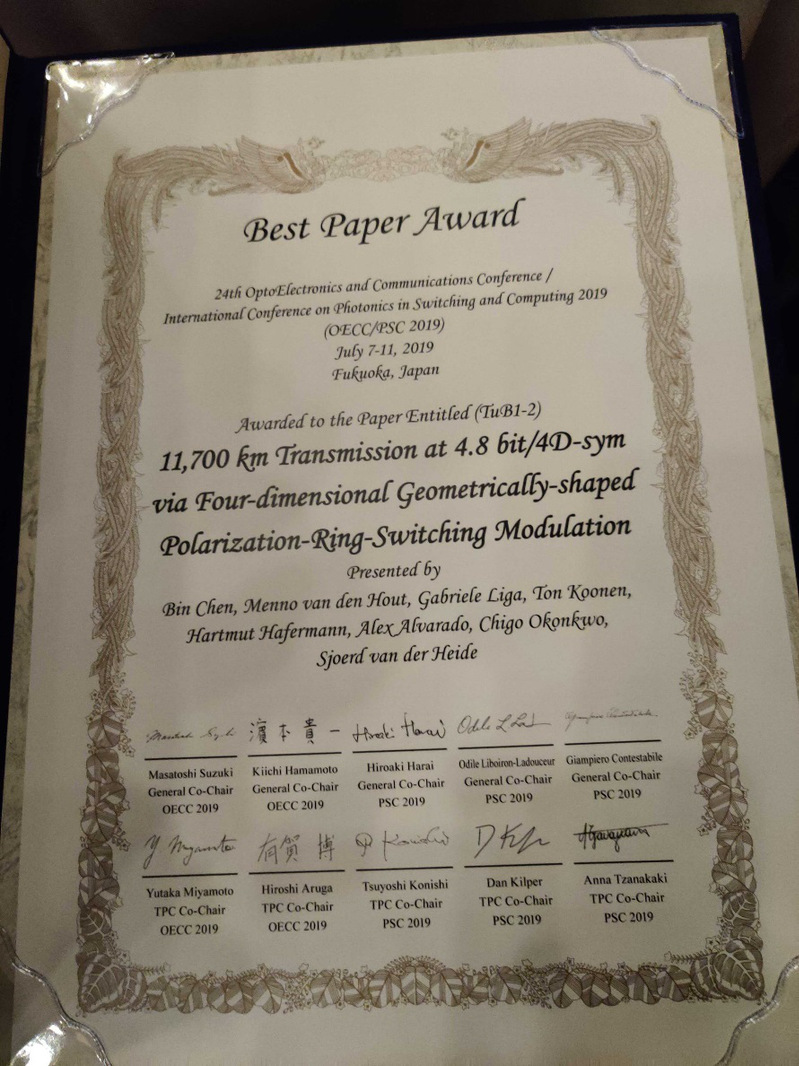 Best Paper Award
24th OptoElectronics and Communications Conference /
International Conference on Photonics in Switching and Computing 2019
(OECC/PSC 2019)
July 7-11, 2019
Fukuoka, Japan
Awarded to the Paper Entitled (TuB1-2)
11,700 km Transmission at 4.8 bit/4D-sym
via Four-dimensional Geometrically-shaped
Polarization-Ring-Switching Modulation
Presented by
Bin Chen, Menno van den Hout, Gabriele Liga, Ton Koonen,
Hartmut Hafermann, Alex Alvarado, Chigo Okonkwo,
Sjoerd van der Heide
濱本貴一 Hiroaki Harai
Masatoshi Suzuki Kiichi Hamamoto Hiroaki Harai Odile Liboiron-Ladouceur Giampiero Contestabile
General Co-Chair General Co-Chair General Co-Chair General Co-Chair General Co-Chair
OECC 2019 OECC 2019 PSC 2019 PSC 2019 PSC 2019
Y Miyamoto 有賀 博
Yutaka Miyamoto Hiroshi Aruga Tsuyoshi Konishi Dan Kilper Anna Tzanakaki
TPC Co-Chair TPC Co-Chair TPC Co-Chair TPC Co-Chair TPC Co-Chair
OECC 2019 OECC 2019 PSC 2019 PSC 2019 PSC 2019